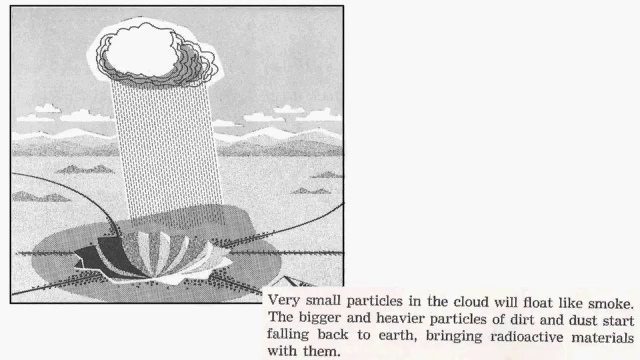 Very small particles in the cloud will float like smoke.
The bigger and heavier particles of dirt and dust start
falling back to earth, bringing radioactive materials
with them.